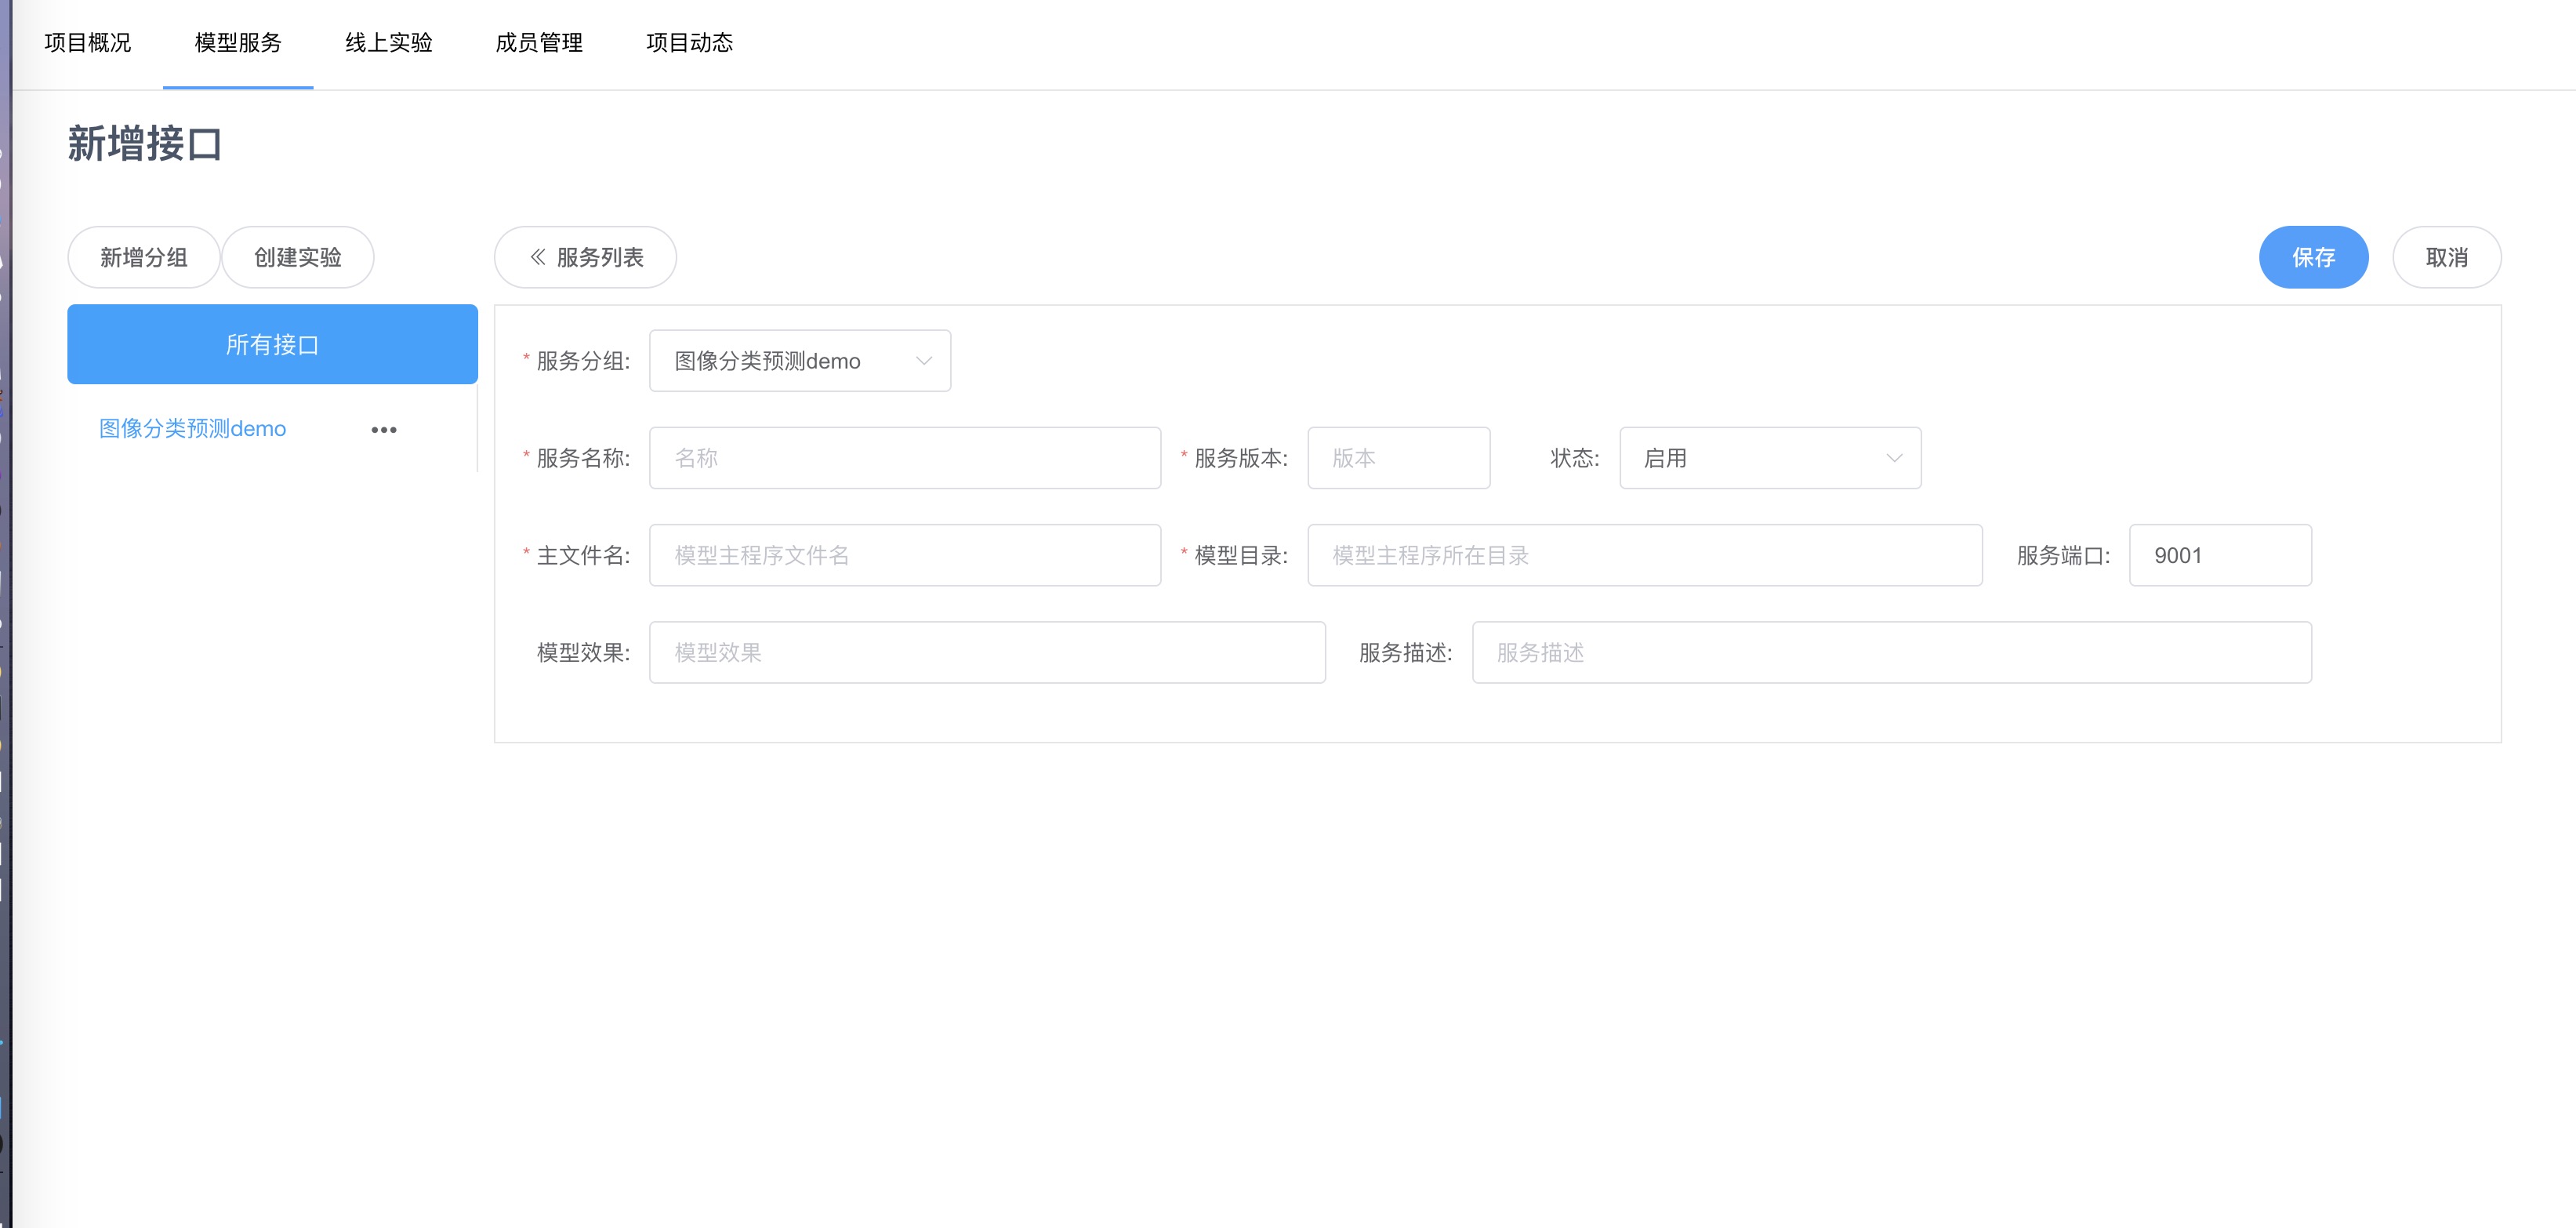 项目概况 模型服务 线上实验 成员管理 项目动态
新增接口
新增分组 创建实验 服务列表 保存 取消
所有接口
图像分类预测demo
* 服务分组: 图像分类预测demo
* 服务名称: 名称 * 服务版本: 版本 状态: 启用
* 主文件名: 模型主程序文件名 * 模型目录: 模型主程序所在目录 服务端口: 9001
模型效果: 模型效果 服务描述: 服务描述